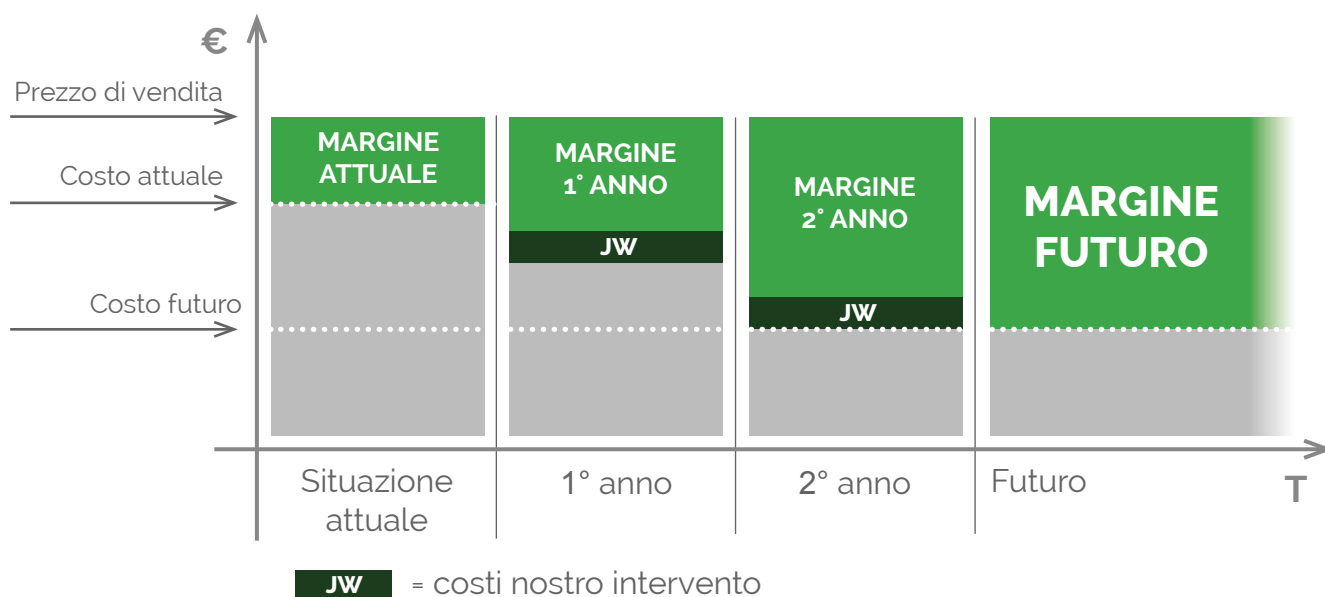 €
Prezzo di vendita
Costo attuale
Costo futuro
MARGINE
ATTUALE
MARGINE
1° ANNO
JW
MARGINE
2° ANNO
JW
MARGINE
FUTURO
Situazione
attuale
1° anno
2° anno
Futuro
T
JW = costi nostro intervento